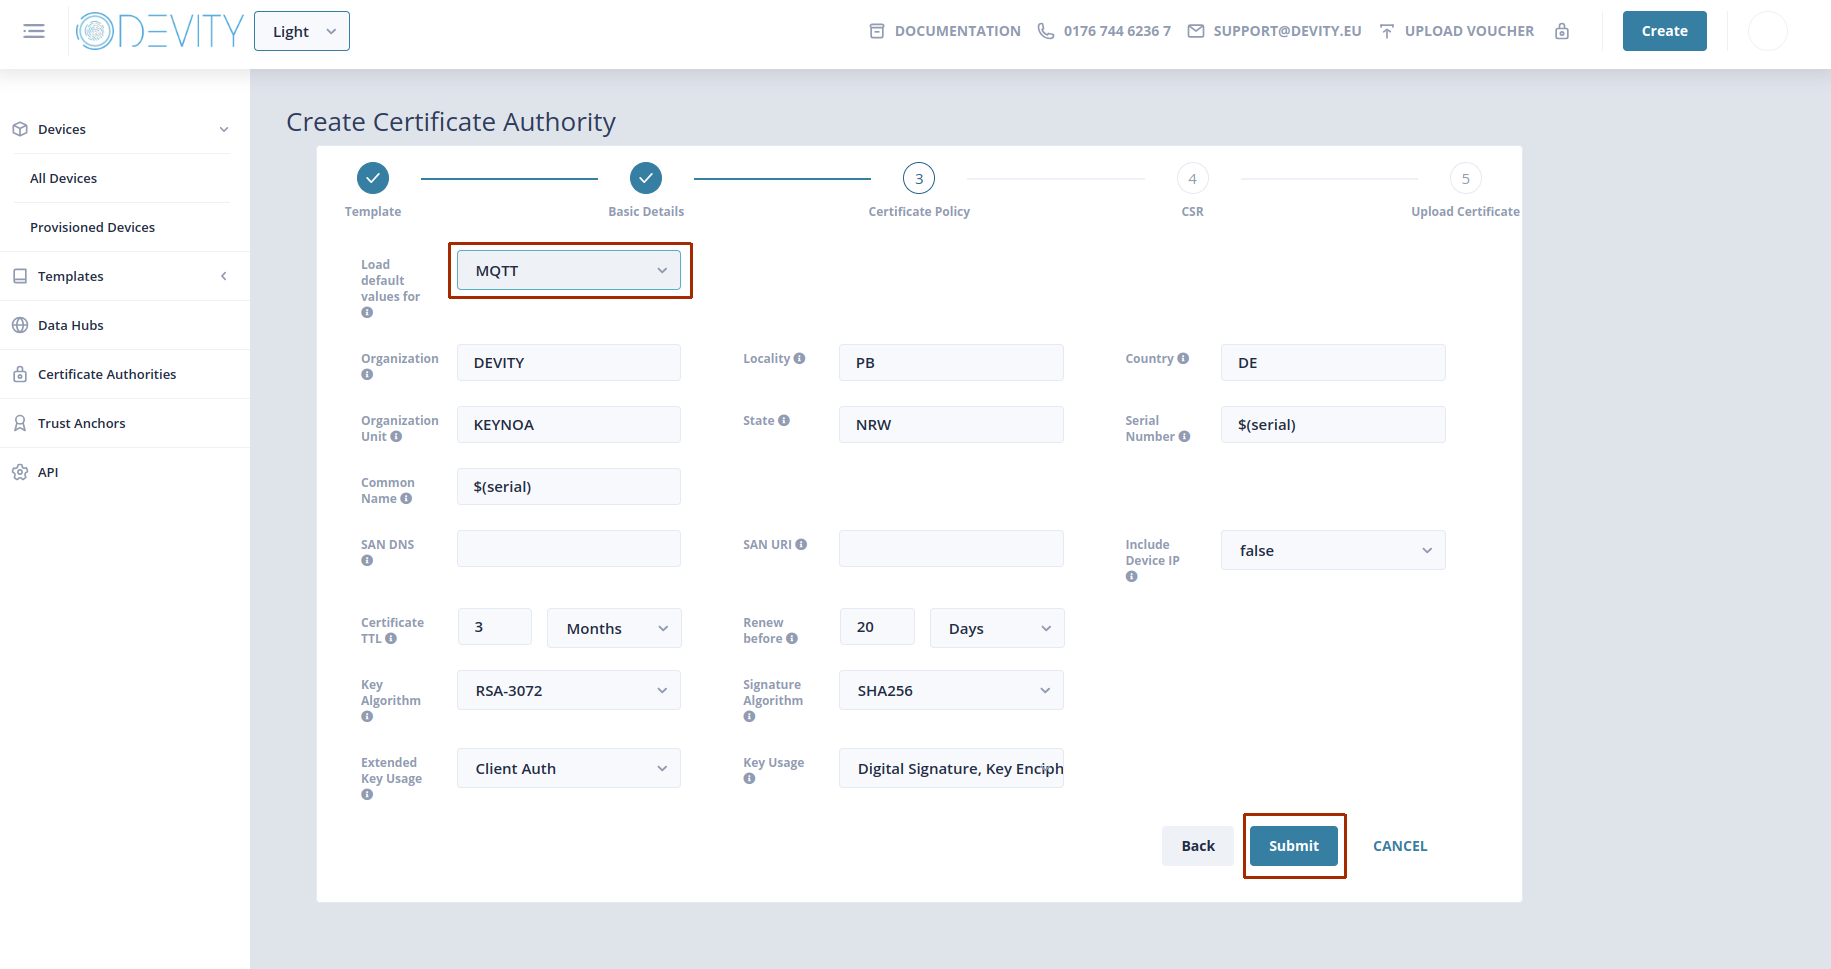 DEVITY
Light
DOCUMENTATION
0176 744 6236 7
SUPPORT@DEVITY.EU
UPLOAD VOUCHER
Create
Devices
All Devices
Provisioned Devices
Templates
Data Hubs
Certificate Authorities
Trust Anchors
API
Create Certificate Authority
3
4
5
Template
Basic Details
Certificate Policy
CSR
Upload Certificate
Load
default
values for
MQTT
Organization
DEVITY
Locality
PB
Country
DE
Organization
Unit
KEYNOA
State
NRW
Serial
Number
$(serial)
Common
Name
$(serial)
SAN DNS
SAN URI
Include
Device IP
false
Certificate
TTL
3
Months
Renew
before
20
Days
Key
Algorithm
RSA-3072
Signature
Algorithm
SHA256
Extended
Key Usage
Client Auth
Key Usage
Digital Signature, Key Enciph
Back
Submit
CANCEL